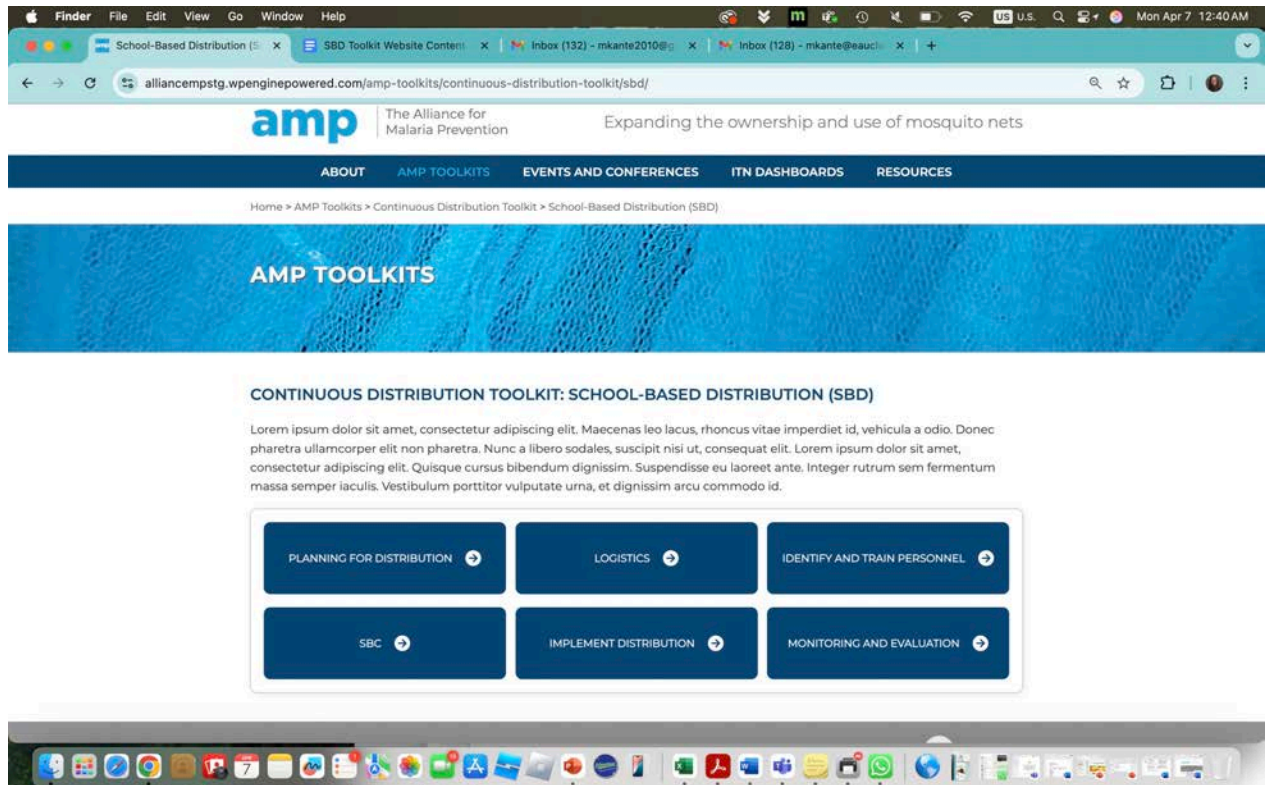 Finder File Edit View Go Window Help
US U.S. Mon Apr 7 12:40 AM
School-Based Distribution (S
SBD Toolkit Website Content
Inbox (132) - mkante2010@g
Inbox (128) - mkante@eaucla
alliancempstg.wpenginepowered.com/amp-toolkits/continuous-distribution-toolkit/sbd/
amp
The Alliance for
Malaria Prevention
Expanding the ownership and use of mosquito nets
ABOUT AMP TOOLKITS EVENTS AND CONFERENCES ITN DASHBOARDS RESOURCES
Home > AMP Toolkits > Continuous Distribution Toolkit > School-Based Distribution (SBD)
AMP TOOLKITS
CONTINUOUS DISTRIBUTION TOOLKIT: SCHOOL-BASED DISTRIBUTION (SBD)
Lorem ipsum dolor sit amet, consectetur adipiscing elit. Maecenas leo lacus, rhoncus vitae imperdiet id, vehicula a odio. Donec
pharetra ullamcorper elit non pharetra. Nunc a libero sodales, suscipit nisi ut, consequat elit. Lorem ipsum dolor sit amet,
consectetur adipiscing elit. Quisque cursus bibendum dignissim. Suspendisse eu laoreet ante. Integer rutrum sem fermentum
massa semper iaculis. Vestibulum porttitor vulputate urna, et dignissim arcu commodo id.
PLANNING FOR DISTRIBUTION
LOGISTICS
IDENTIFY AND TRAIN PERSONNEL
SBC
IMPLEMENT DISTRIBUTION
MONITORING AND EVALUATION
7